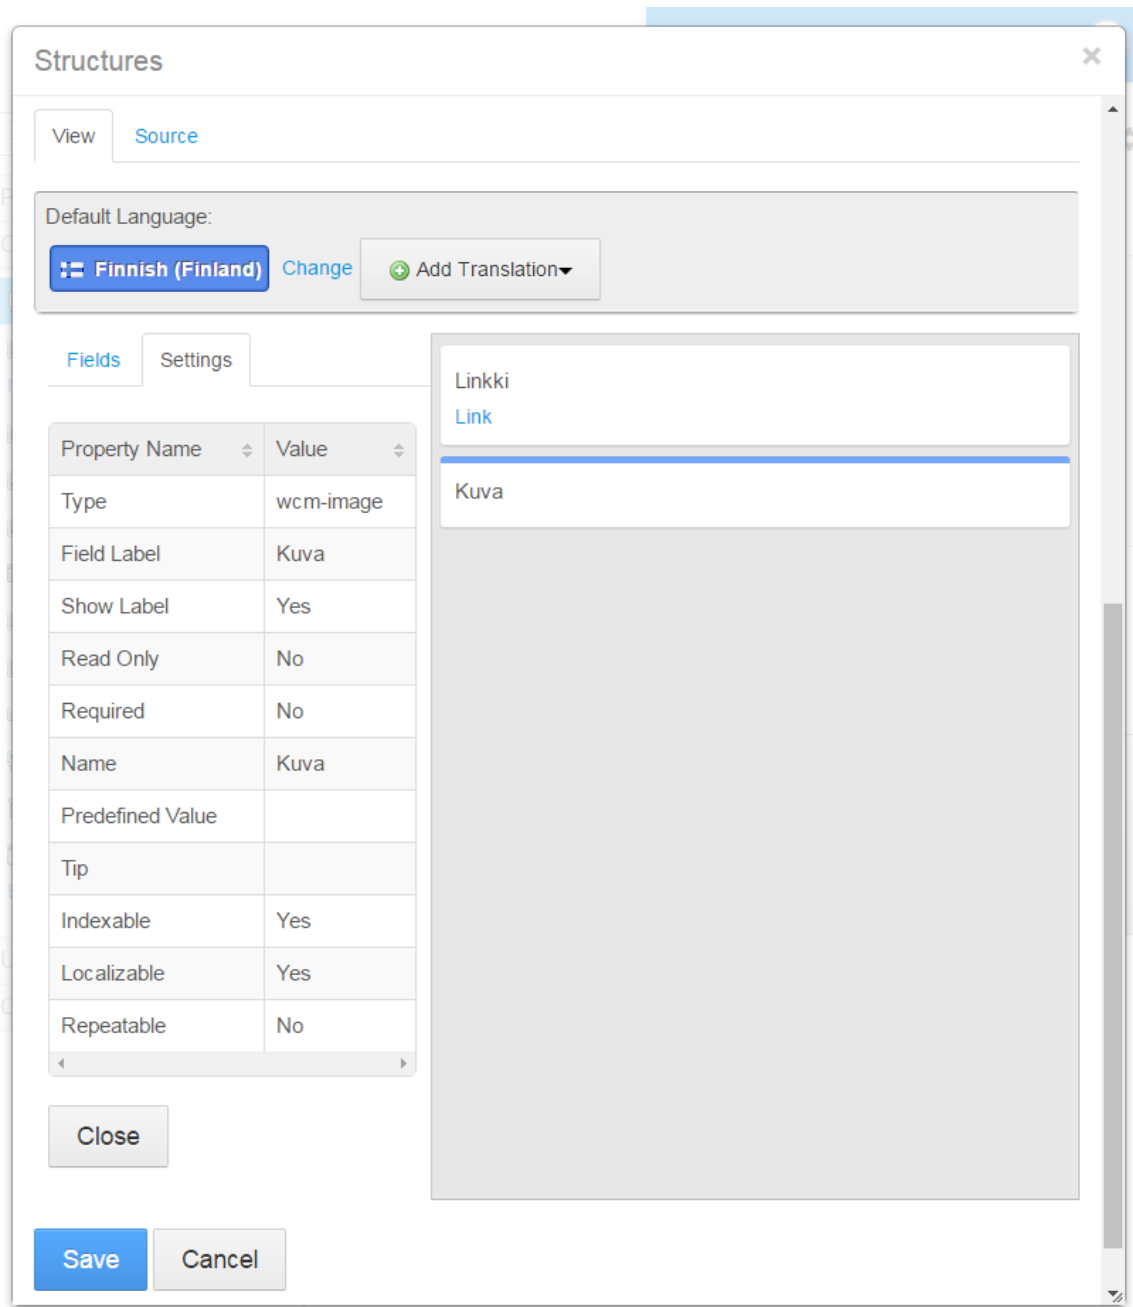 Structures
View Source
Default Language:
Finnish (Finland) Change Add Translation
Fields Settings
Property Name Value
Type wcm-image
Field Label Kuva
Show Label Yes
Read Only No
Required No
Name Kuva
Predefined Value
Tip
Indexable Yes
Localizable Yes
Repeatable No
Close
Linkki
Link
Kuva
Save Cancel